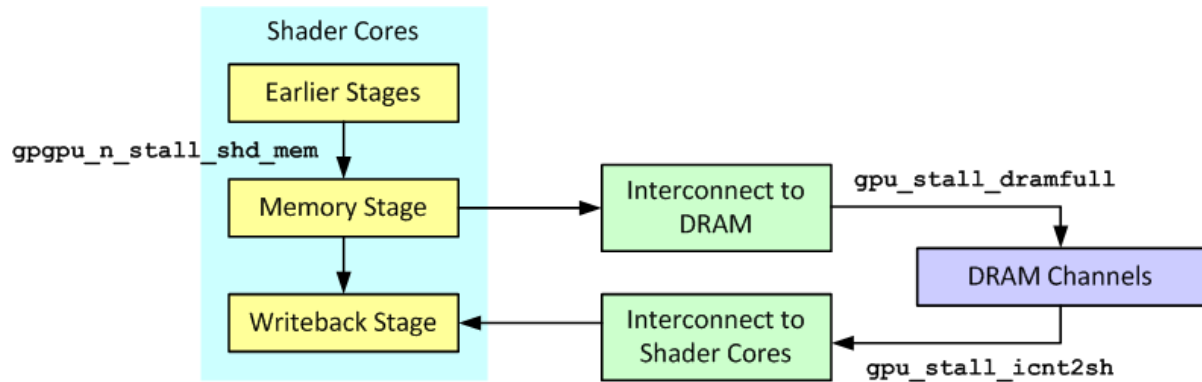 Shader Cores
Earlier Stages
gpgpu_n_stall_shd_mem
Memory Stage
Interconnect to
DRAM
gpu_stall_dramfull
DRAM Channels
Writeback Stage
Interconnect to
Shader Cores
gpu_stall_icnt2sh